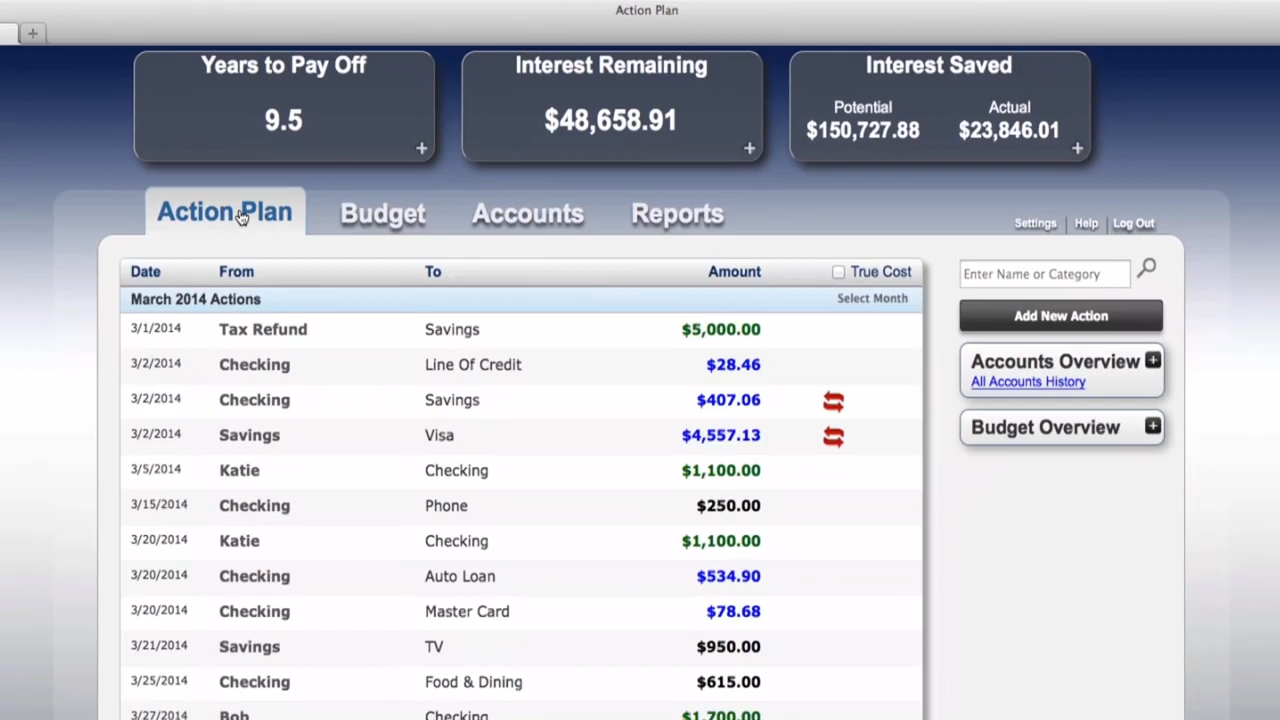 Action Plan
Years to Pay Off
9.5
Interest Remaining
$48,658.91
Interest Saved
Potential Actual
$150,727.88 $23,846.01
Action Plan Budget Accounts Reports
Settings Help Log Out
Date From To Amount True Cost
March 2014 Actions Select Month
3/1/2014 Tax Refund Savings $5,000.00
3/2/2014 Checking Line Of Credit $28.46
3/2/2014 Checking Savings $407.06
3/2/2014 Savings Visa $4,557.13
3/5/2014 Katie Checking $1,100.00
3/15/2014 Checking Phone $250.00
3/20/2014 Katie Checking $1,100.00
3/20/2014 Checking Auto Loan $534.90
3/20/2014 Checking Master Card $78.68
3/21/2014 Savings TV $950.00
3/25/2014 Checking Food & Dining $615.00
3/27/2014 Bob Checking $1,700.00
Enter Name or Category
Add New Action
Accounts Overview
All Accounts History
Budget Overview